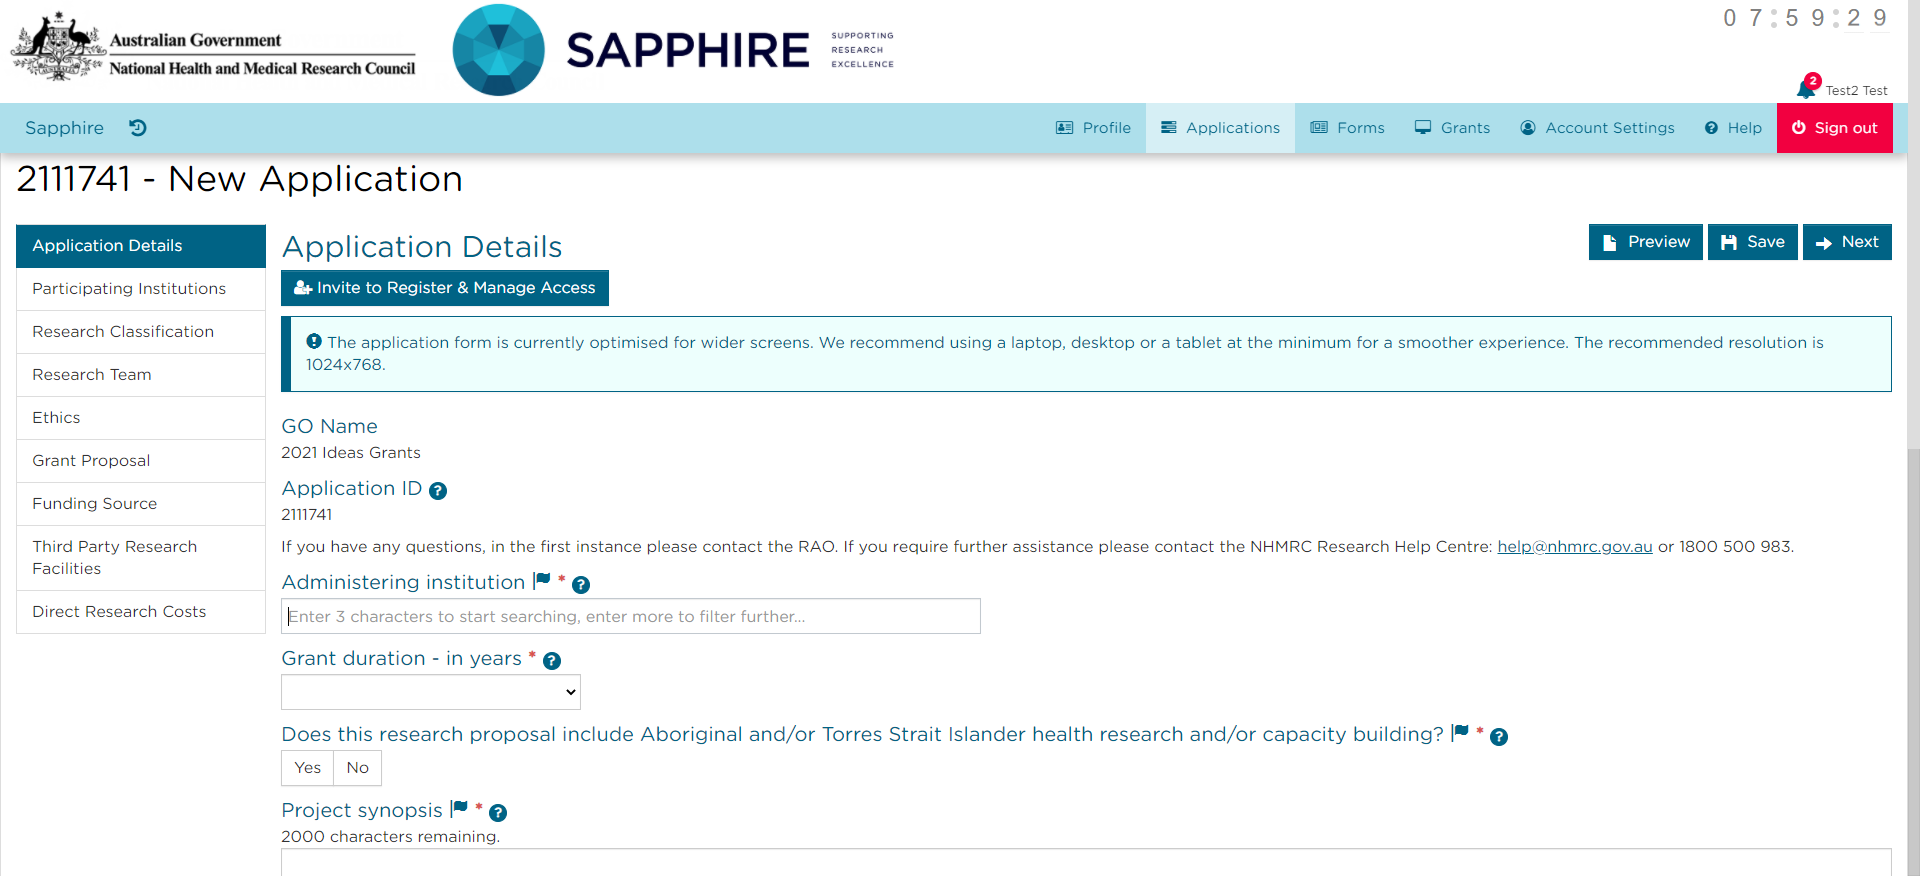 Australian Government
National Health and Medical Research Council
SAPPHIRE
SUPPORTING
RESEARCH
EXCELLENCE
07:59:29
2
Test2 Test
Sapphire
Profile
Applications
Forms
Grants
Account Settings
Help
Sign out
2111741 - New Application
Application Details
Participating Institutions
Research Classification
Research Team
Ethics
Grant Proposal
Funding Source
Third Party Research
Facilities
Direct Research Costs
Application Details
Preview
Save
Next
Invite to Register & Manage Access
The application form is currently optimised for wider screens. We recommend using a laptop, desktop or a tablet at the minimum for a smoother experience. The recommended resolution is
1024x768.
GO Name
2021 Ideas Grants
Application ID ?
2111741
If you have any questions, in the first instance please contact the RAO. If you require further assistance please contact the NHMRC Research Help Centre: help@nhmrc.gov.au or 1800 500 983.
Administering institution * ?
Enter 3 characters to start searching, enter more to filter further...
Grant duration - in years * ?
Does this research proposal include Aboriginal and/or Torres Strait Islander health research and/or capacity building? * ?
Yes No
Project synopsis * ?
2000 characters remaining.